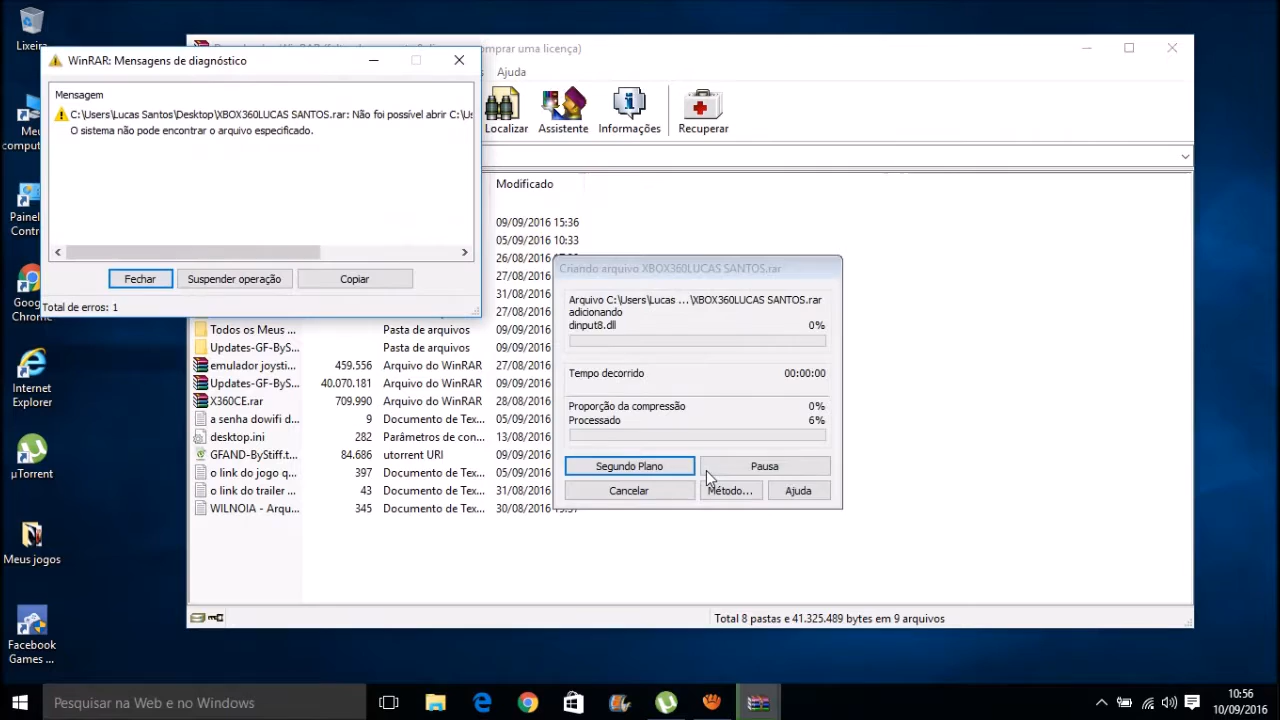 Lixeira
comprar uma licença)
WinRAR: Mensagens de diagnóstico
Ajuda
Mensagem
C:\Users\Lucas Santos\Desktop\XBOX360LUCAS SANTOS.rar: Não foi possível abrir C:\Us
O sistema não pode encontrar o arquivo especificado.
Localizar Assistente Informações Recuperar
Modificado
Fechar Suspender operação Copiar
Total de erros: 1
Meu
comput...
Painel
Contro
Google
Chrome
Internet
Explorer
µTorrent
Meus jogos
Facebook
Games ...
09/09/2016 15:36
05/09/2016 10:33
26/08/2016
27/08/2016
31/08/2016
27/08/2016
Todos os Meus ... Pasta de arquivos 09/09/2016
Updates-GF-ByS... Pasta de arquivos 09/09/2016
emulador joysti... 459.556 Arquivo do WinRAR 27/08/2016
Updates-GF-ByS... 40.070.181 Arquivo do WinRAR 09/09/2016
X360CE.rar 709.990 Arquivo do WinRAR 28/08/2016
a senha dowifi d... 9 Documento de Tex... 05/09/2016
desktop.ini 282 Parâmetros de con... 13/08/2016
GFAND-ByStiff.t... 84.686 utorrent URI 09/09/2016
o link do jogo q... 397 Documento de Tex... 05/09/2016
o link do trailer ... 43 Documento de Tex... 31/08/2016
WILNOIA - Arqu... 345 Documento de Tex... 30/08/2016
Criando arquivo XBOX360LUCAS SANTOS.rar
Arquivo C:\Users\Lucas ...\XBOX360LUCAS SANTOS.rar
adicionando
dinput8.dll 0%
Tempo decorrido 00:00:00
Proporção da compressão 0%
Processado 6%
Segundo Plano Pausa
Cancelar Método... Ajuda
Total 8 pastas e 41.325.489 bytes em 9 arquivos
Pesquisar na Web e no Windows
10:56
10/09/2016